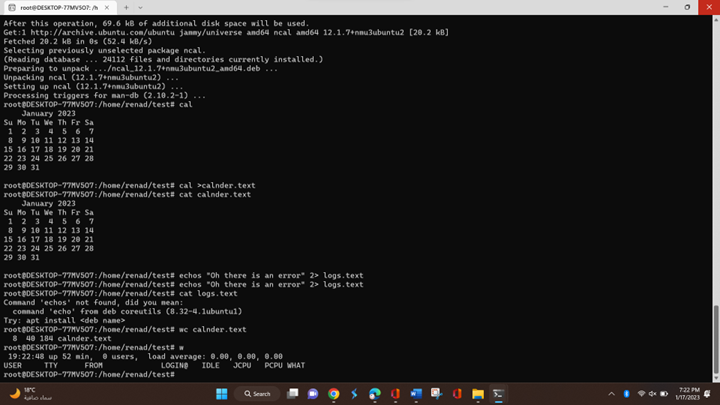 root@DESKTOP-77MV5O7: /h
After this operation, 69.6 kB of additional disk space will be used.
Get:1 http://archive.ubuntu.com/ubuntu jammy/universe amd64 ncal amd64 12.1.7+nmu3ubuntu2 [20.2 kB]
Fetched 20.2 kB in 0s (52.4 kB/s)
Selecting previously unselected package ncal.
(Reading database ... 24112 files and directories currently installed.)
Preparing to unpack .../ncal_12.1.7+nmu3ubuntu2_amd64.deb ...
Unpacking ncal (12.1.7+nmu3ubuntu2) ...
Setting up ncal (12.1.7+nmu3ubuntu2) ...
Processing triggers for man-db (2.10.2-1) ...
root@DESKTOP-77MV5O7:/home/renad/test# cal
January 2023
Su Mo Tu We Th Fr Sa
1 2 3 4 5 6 7
8 9 10 11 12 13 14
15 16 17 18 19 20 21
22 23 24 25 26 27 28
29 30 31
root@DESKTOP-77MV5O7:/home/renad/test# cal >calnder.text
root@DESKTOP-77MV5O7:/home/renad/test# cat calnder.text
January 2023
Su Mo Tu We Th Fr Sa
1 2 3 4 5 6 7
8 9 10 11 12 13 14
15 16 17 18 19 20 21
22 23 24 25 26 27 28
29 30 31
root@DESKTOP-77MV5O7:/home/renad/test# echos "Oh there is an error" 2> logs.text
root@DESKTOP-77MV5O7:/home/renad/test# echos "Oh there is an error" 2> logs.text
root@DESKTOP-77MV5O7:/home/renad/test# cat logs.text
Command 'echos' not found, did you mean:
command 'echo' from deb coreutils (8.32-4.1ubuntu1)
Try: apt install <deb name>
root@DESKTOP-77MV5O7:/home/renad/test# wc calnder.text
8 40 184 calnder.text
root@DESKTOP-77MV5O7:/home/renad/test# w
19:22:48 up 52 min, 0 users, load average: 0.00, 0.00, 0.00
USER TTY FROM LOGIN@ IDLE JCPU PCPU WHAT
root@DESKTOP-77MV5O7:/home/renad/test#
18°C
سماء صافية
Search
7:22 PM
1/17/2023